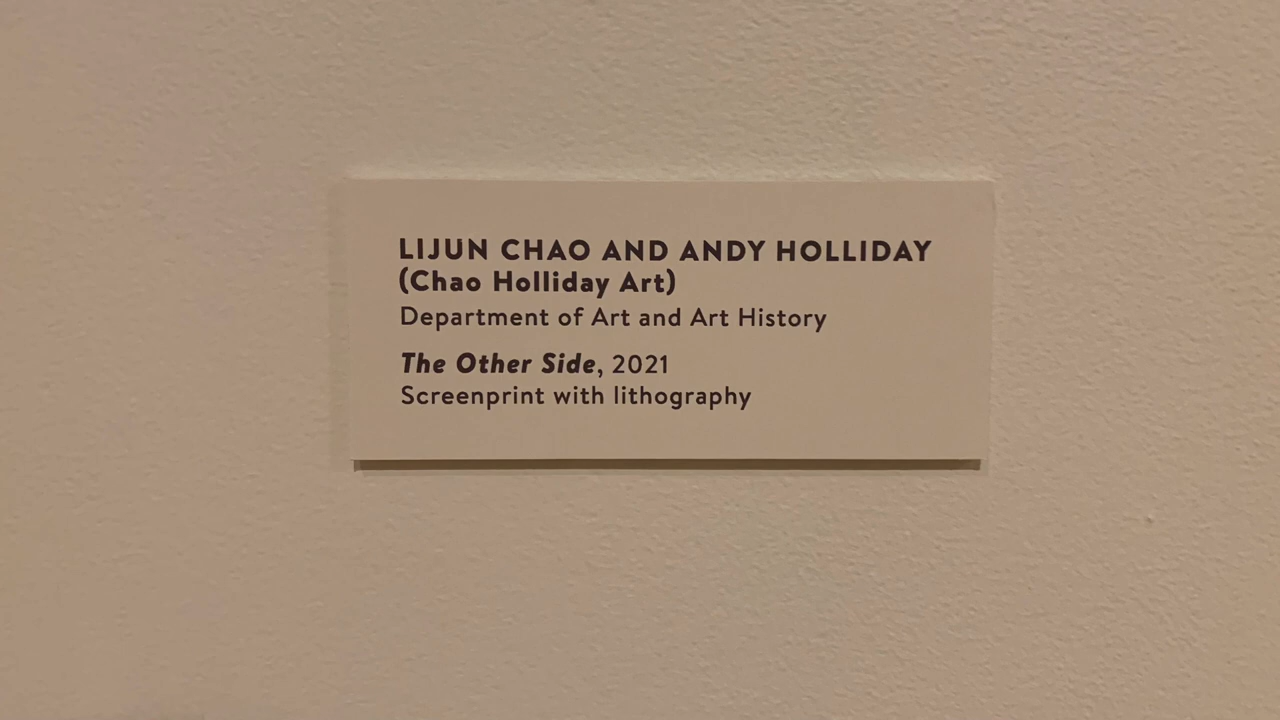 LIJUN CHAO AND ANDY HOLLIDAY
(Chao Holliday Art)
Department of Art and Art History
The Other Side, 2021
Screenprint with lithography